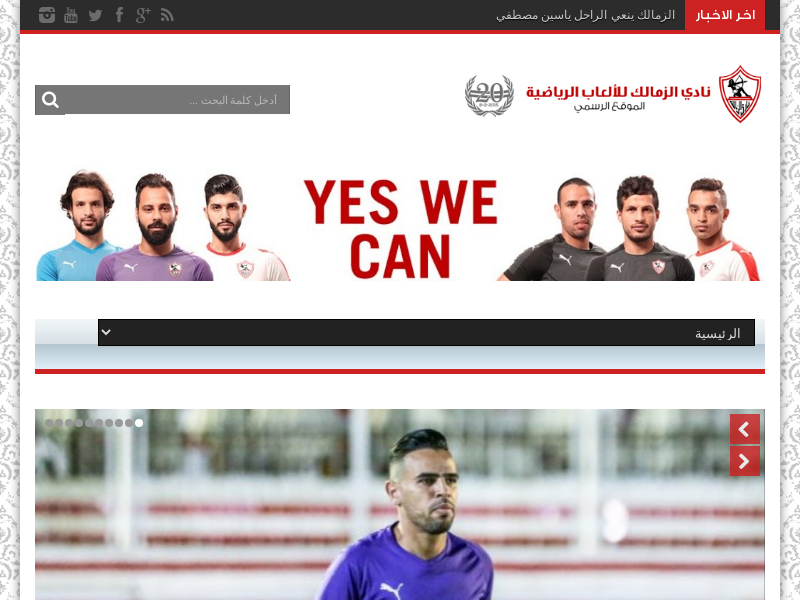 اخر الاخبار
الزمالك ينعي الراحل ياسين مصطفي
نادي الزمالك للألعاب الرياضية
الموقع الرسمي
20
أدخل كلمة البحث ...
YES WE
CAN
الرئيسية